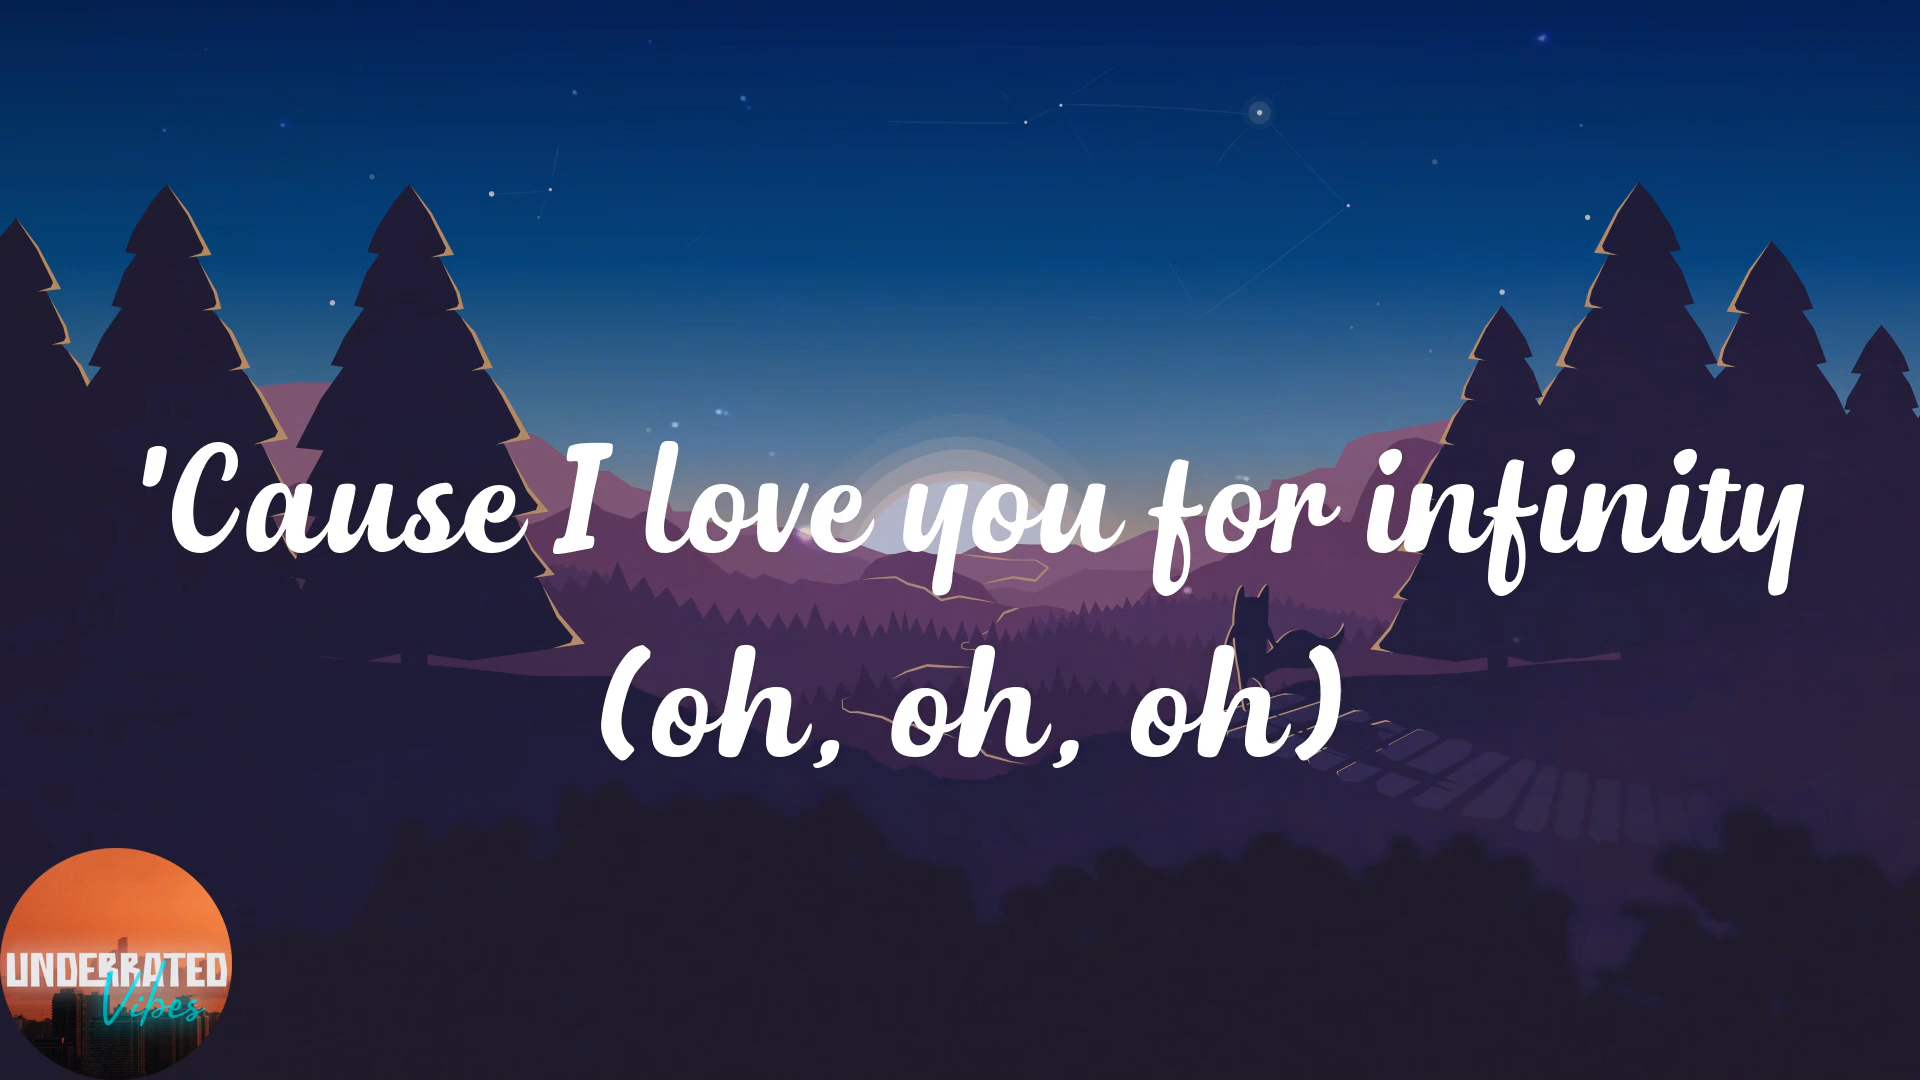 'Cause I love you for infinity
(oh, oh, oh)
UNDERRATED
Vibes